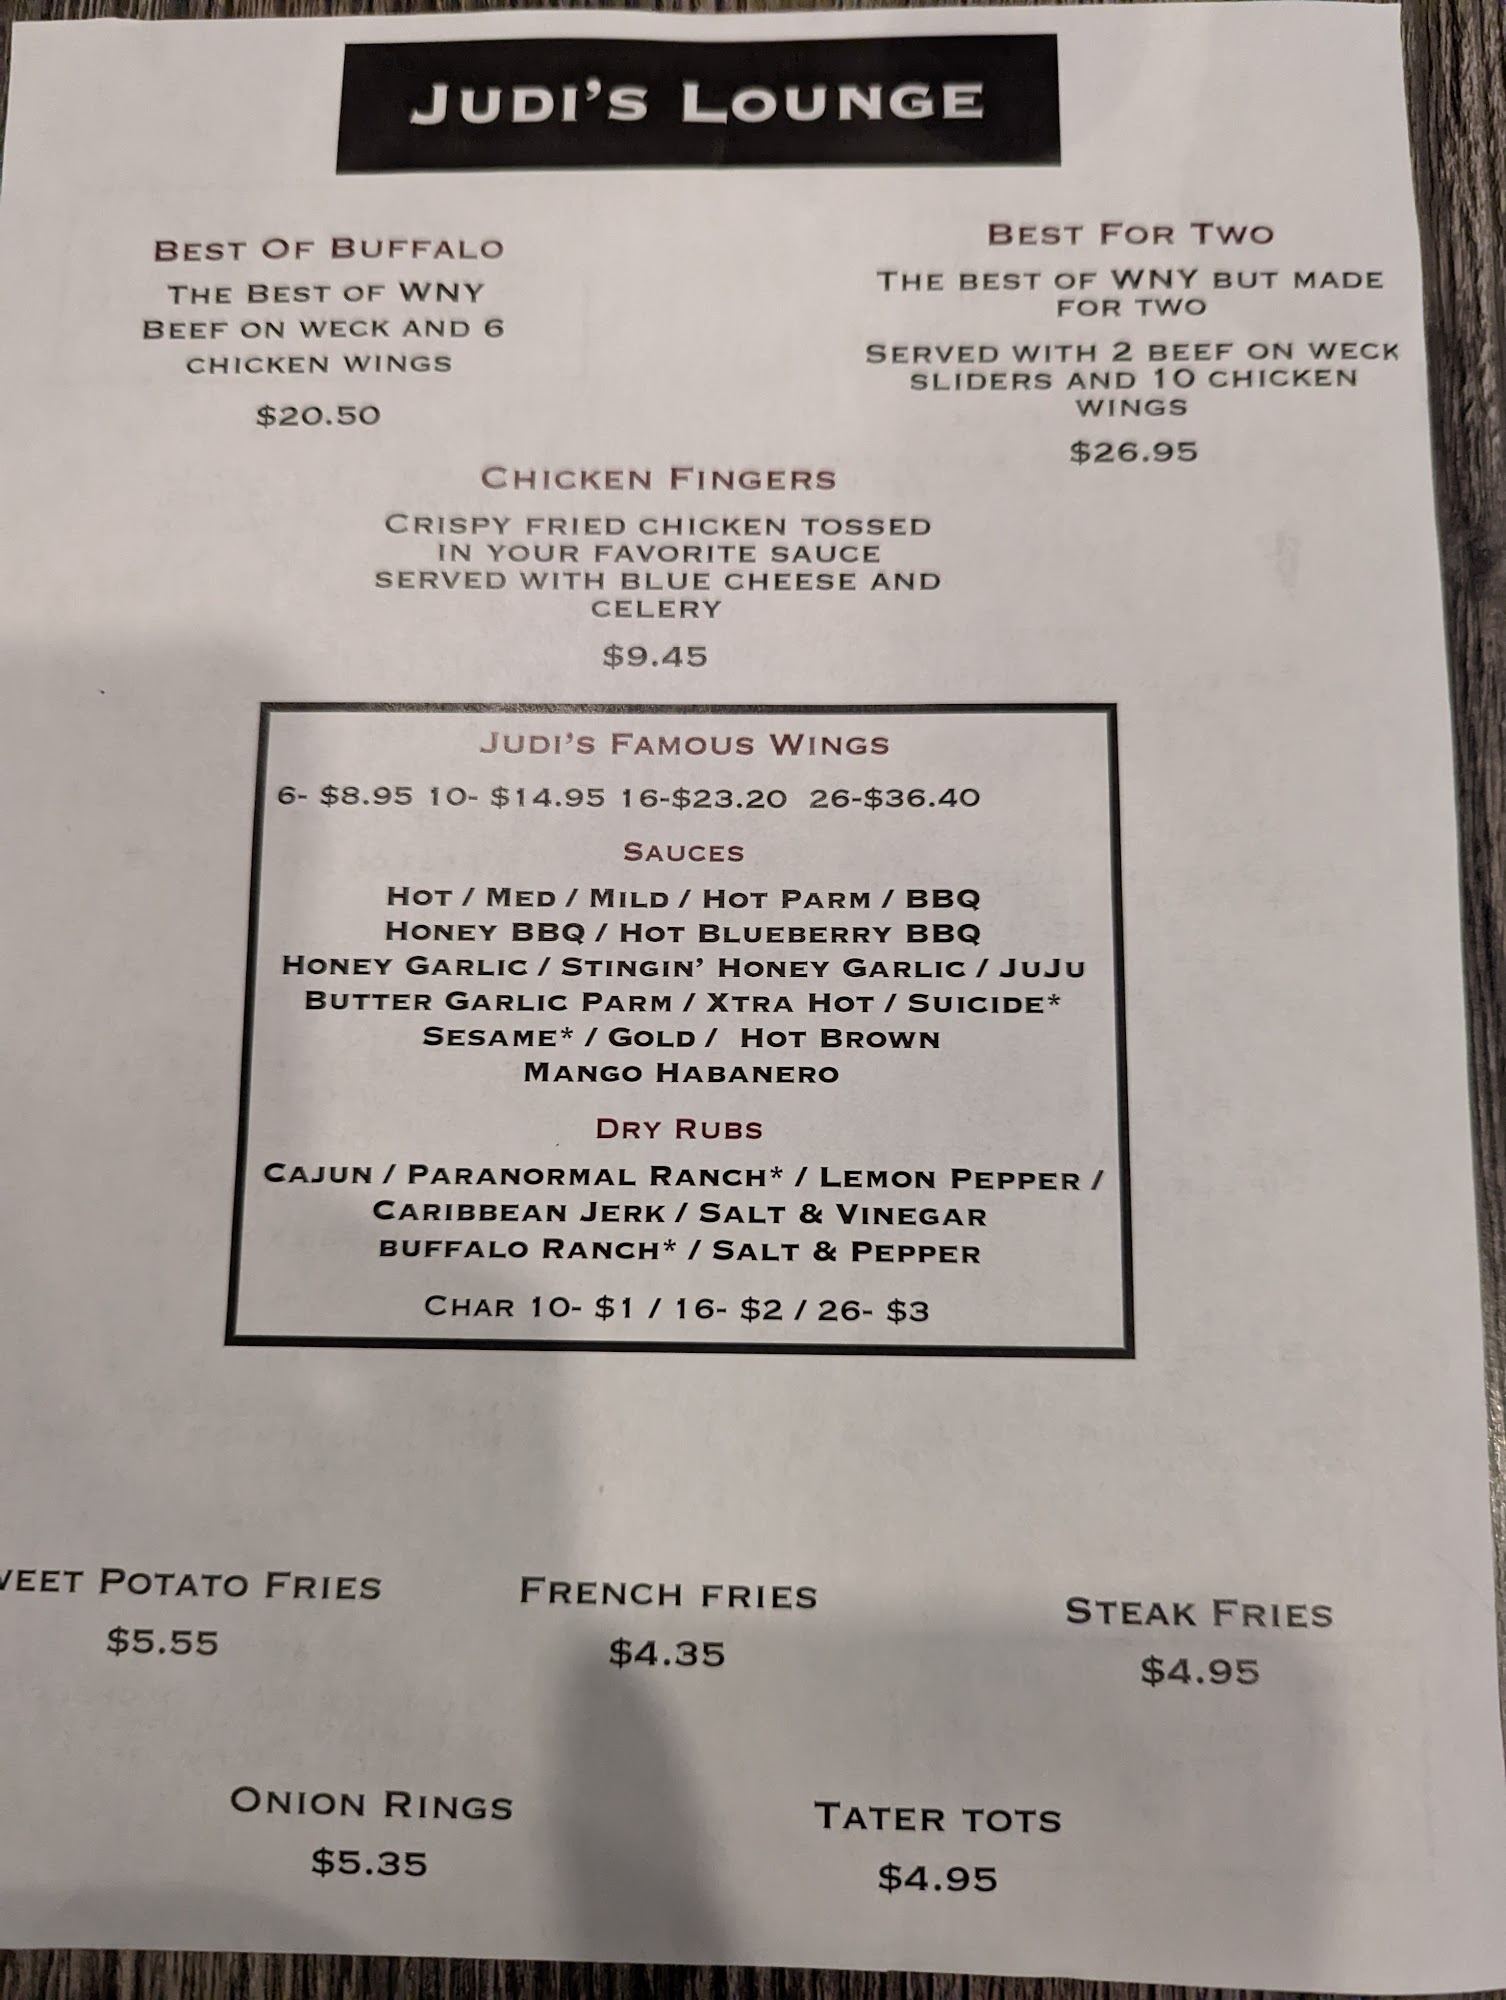 JUDI'S LOUNGE
BEST OF BUFFALO
THE BEST OF WNY
BEEF ON WECK AND 6
CHICKEN WINGS
$20.50
BEST FOR TWO
THE BEST OF WNY BUT MADE
FOR TWO
SERVED WITH 2 BEEF ON WECK
SLIDERS AND 10 CHICKEN
WINGS
$26.95
CHICKEN FINGERS
CRISPY FRIED CHICKEN TOSSED
IN YOUR FAVORITE SAUCE
SERVED WITH BLUE CHEESE AND
CELERY
$9.45
JUDI'S FAMOUS WINGS
6- $8.95 10- $14.95 16-$23.20 26-$36.40
SAUCES
HOT / MED / MILD / HOT PARM / BBQ
HONEY BBQ / HOT BLUEBERRY BBQ
HONEY GARLIC / STINGIN' HONEY GARLIC / JUJU
BUTTER GARLIC PARM / XTRA HOT / SUICIDE*
SESAME* / GOLD / HOT BROWN
MANGO HABANERO
DRY RUBS
CAJUN / PARANORMAL RANCH* / LEMON PEPPER /
CARIBBEAN JERK / SALT & VINEGAR
BUFFALO RANCH* / SALT & PEPPER
CHAR 10- $1 / 16- $2 / 26- $3
POTATO FRIES
$5.55
FRENCH FRIES
$4.35
STEAK FRIES
$4.95
ONION RINGS
$5.35
TATER TOTS
$4.95